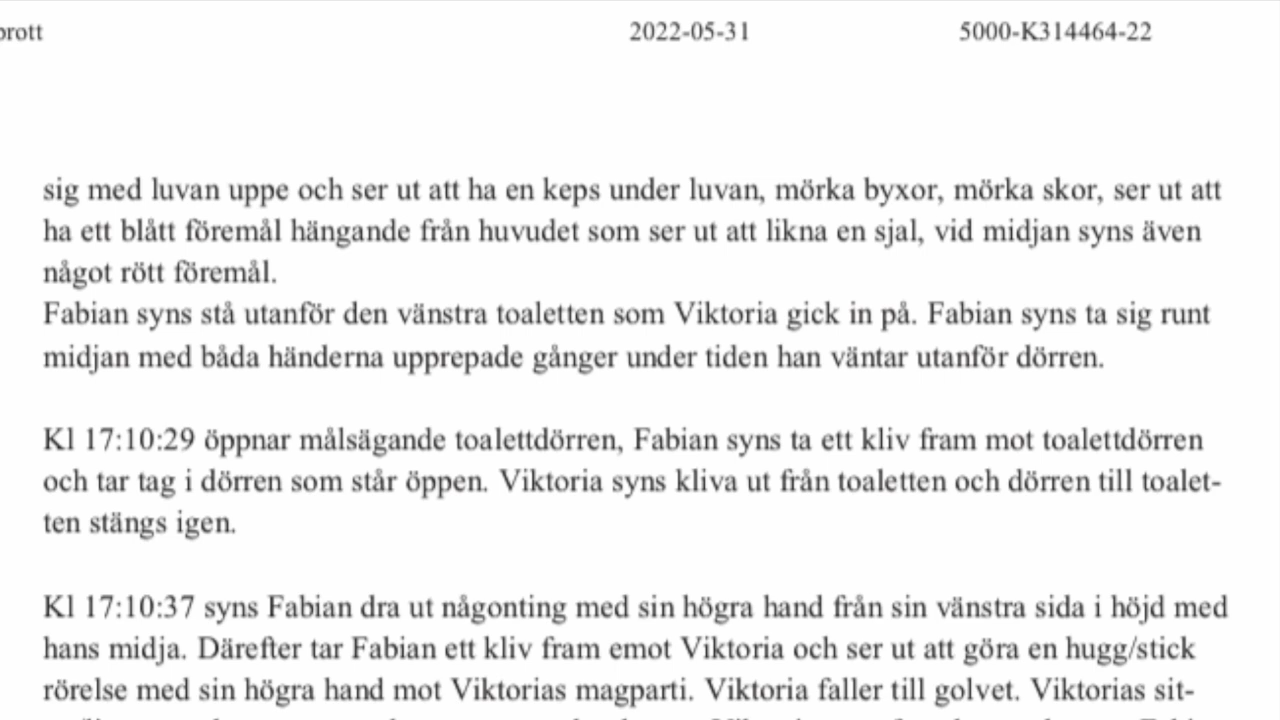 brott 2022-05-31 5000-K314464-22
sig med luvan uppe och ser ut att ha en keps under luvan, mörka byxor, mörka skor, ser ut att
ha ett blått föremål hängande från huvudet som ser ut att likna en sjal, vid midjan syns även
något rött föremål.
Fabian syns stå utanför den vänstra toaletten som Viktoria gick in på. Fabian syns ta sig runt
midjan med båda händerna upprepade gånger under tiden han väntar utanför dörren.
Kl 17:10:29 öppnar målsägande toalettdörren, Fabian syns ta ett kliv fram mot toalettdörren
och tar tag i dörren som står öppen. Viktoria syns kliva ut från toaletten och dörren till toalet-
ten stängs igen.
Kl 17:10:37 syns Fabian dra ut någonting med sin högra hand från sin vänstra sida i höjd med
hans midja. Därefter tar Fabian ett kliv fram emot Viktoria och ser ut att göra en hugg/stick
rörelse med sin högra hand mot Viktorias magparti. Viktoria faller till golvet. Viktorias sit-